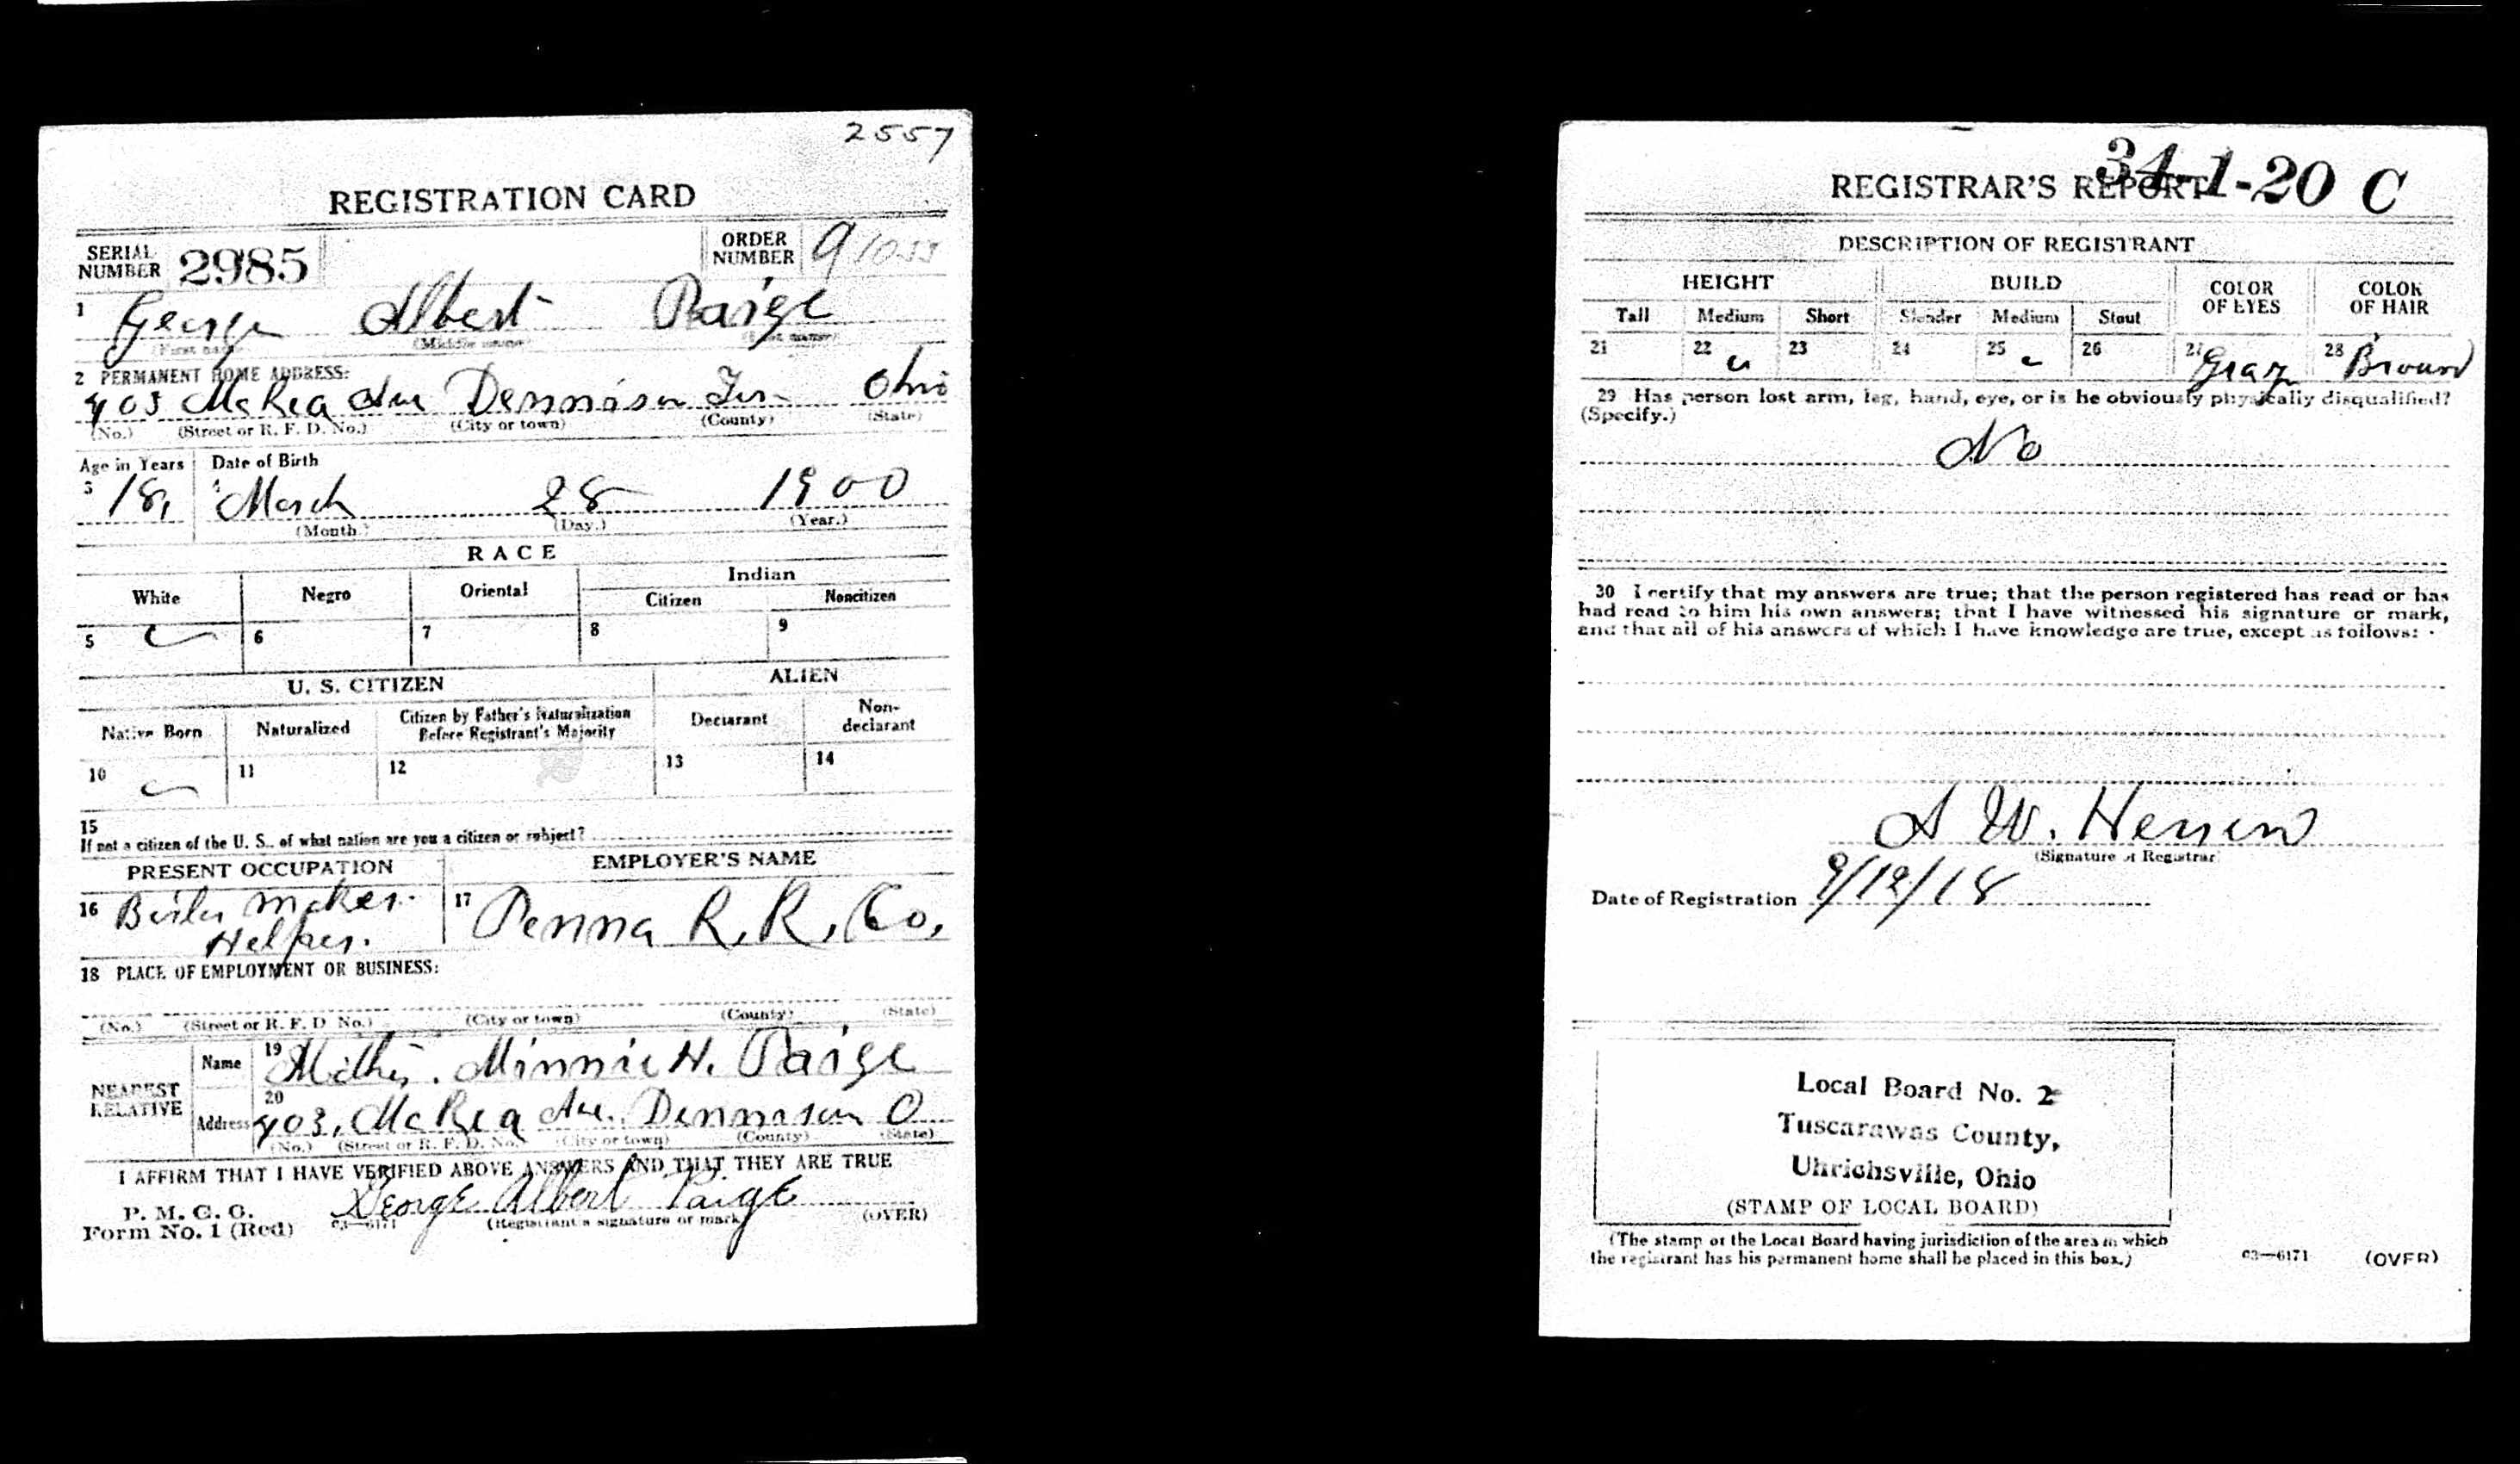 2557
REGISTRATION CARD
SERIAL NUMBER 2985 ORDER NUMBER 9
1 George Albert Paige
(First name) (Middle name) (Last name)
2 PERMANENT HOME ADDRESS:
403 McRea Ave Dennison Tus. Ohio
(No.) (Street or R. F. D. No.) (City or town) (County) (State)
Age in Years Date of Birth
3 18, 4 March 28 1900
(Month.) (Day.) (Year.)
RACE
White Negro Oriental Indian
Citizen Noncitizen
5 6 7 8 9
U. S. CITIZEN ALIEN
Native Born Naturalized Citizen by Father's Naturalization Before Registrant's Majority Declarant Non-declarant
10 11 12 13 14
15
If not a citizen of the U. S., of what nation are you a citizen or subject?
PRESENT OCCUPATION EMPLOYER'S NAME
16 Boiler maker 17 Penna R. R. Co.
Helper.
18 PLACE OF EMPLOYMENT OR BUSINESS:
(No.) (Street or R. F. D. No.) (City or town) (County) (State)
NEAREST RELATIVE Name 19 Mother. Minnie H. Paige
Address 20 403, McRea Ave. Dennison O
(No.) (Street or R. F. D. No.) (City or town) (County) (State)
I AFFIRM THAT I HAVE VERIFIED ABOVE ANSWERS AND THAT THEY ARE TRUE
P. M. G. O.
Form No. 1 (Red) 03—6171 George Albert Paige (OVER)
(Registrant's signature or mark)
34-1-20 C
REGISTRAR'S REPORT
DESCRIPTION OF REGISTRANT
HEIGHT BUILD COLOR OF EYES COLOR OF HAIR
Tall Medium Short Slender Medium Stout
21 22 23 24 25 26 27 Gray 28 Brown
29 Has person lost arm, leg, hand, eye, or is he obviously physically disqualified?
(Specify.)
No
30 I certify that my answers are true; that the person registered has read or has
had read to him his own answers; that I have witnessed his signature or mark,
and that all of his answers of which I have knowledge are true, except as follows:
(Signature of Registrar)
Date of Registration 9/12/18
Local Board No. 2
Tuscarawas County,
Uhrichsville, Ohio
(STAMP OF LOCAL BOARD)
(The stamp of the Local Board having jurisdiction of the area in which
the registrant has his permanent home shall be placed in this box.)
03—6171 (OVER)